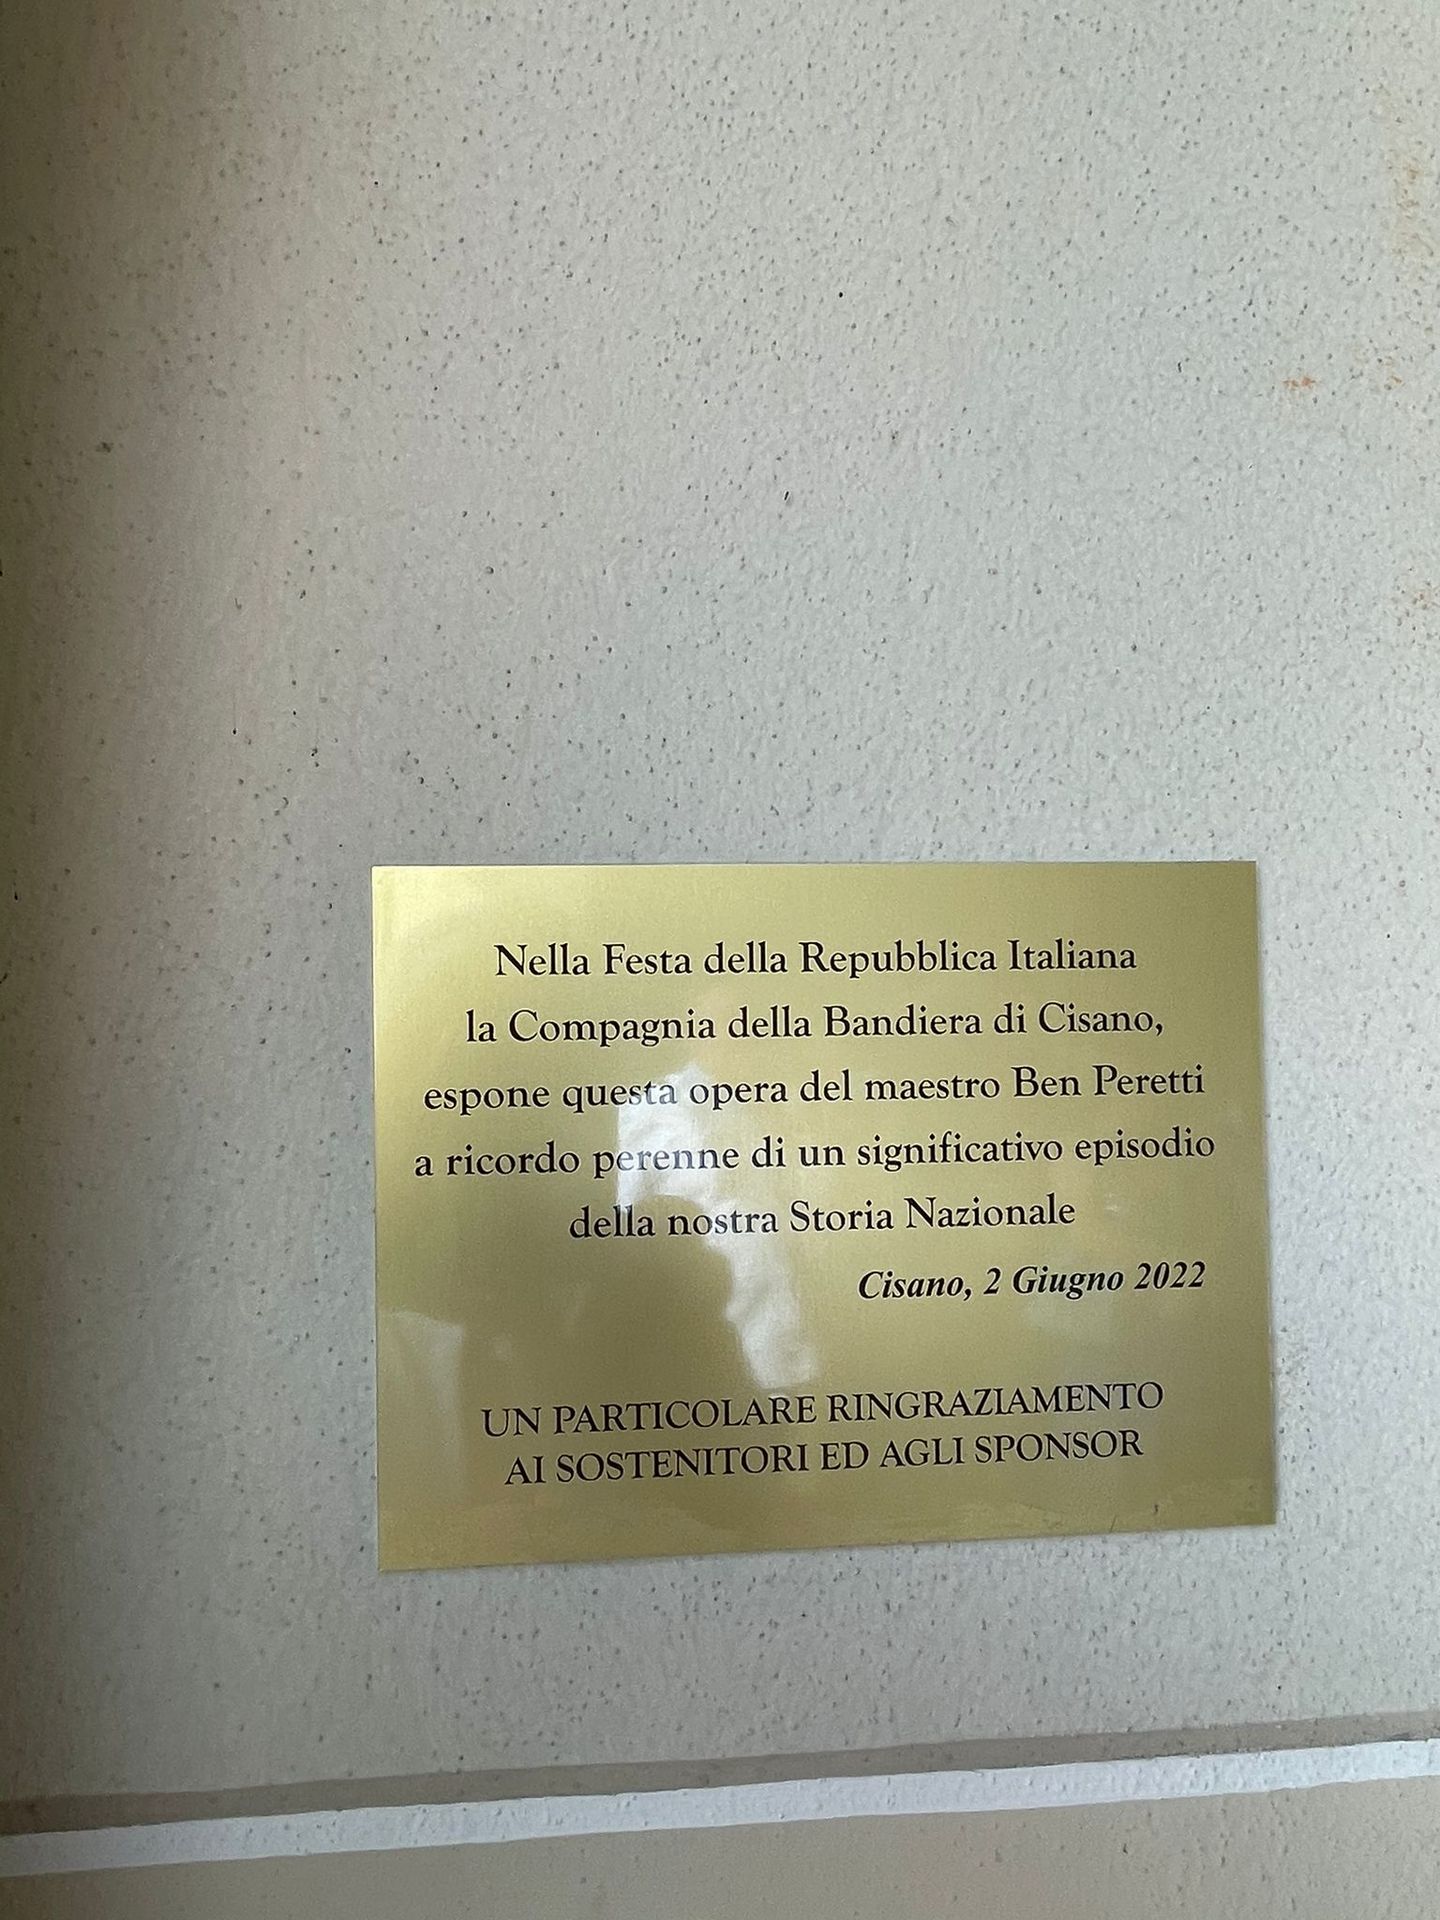 Nella Festa della Repubblica Italiana
la Compagnia della Bandiera di Cisano,
espone questa opera del maestro Ben Peretti
a ricordo perenne di un significativo episodio
della nostra Storia Nazionale
Cisano, 2 Giugno 2022
UN PARTICOLARE RINGRAZIAMENTO
AI SOSTENITORI ED AGLI SPONSOR